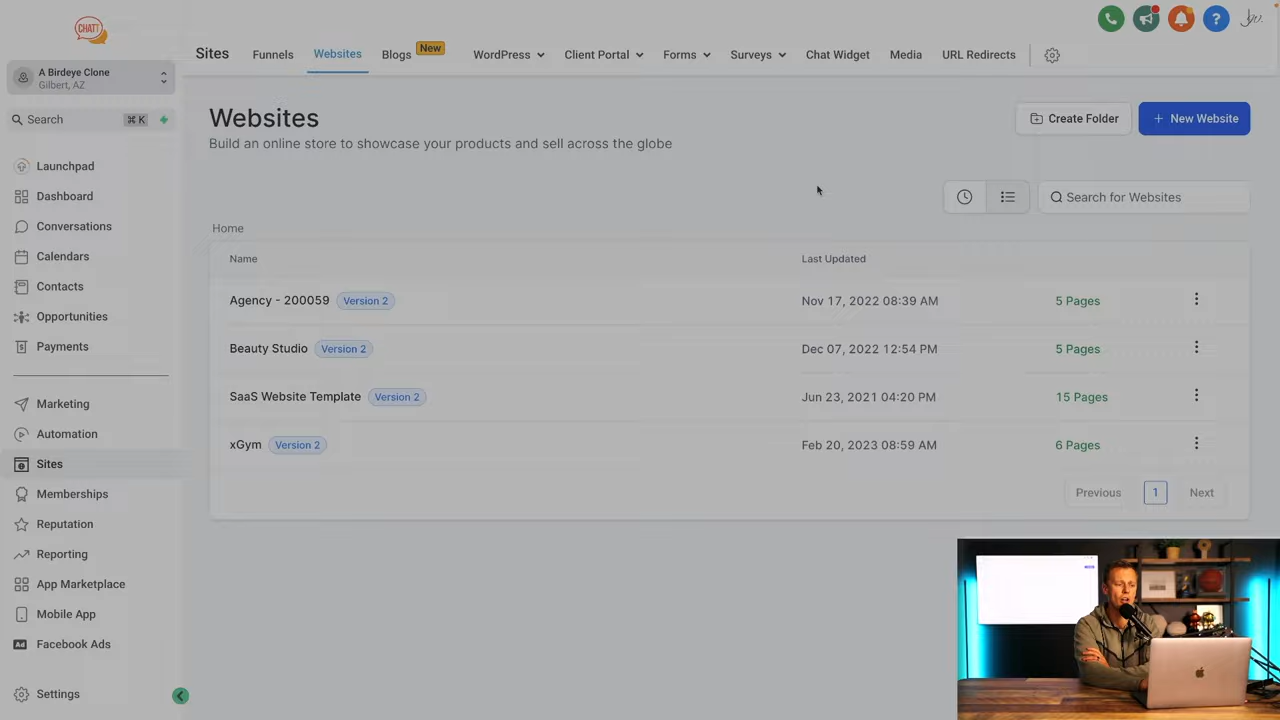 CHATT
A Birdeye Clone
Gilbert, AZ
Search ⌘ K
Launchpad
Dashboard
Conversations
Calendars
Contacts
Opportunities
Payments
Marketing
Automation
Sites
Memberships
Reputation
Reporting
App Marketplace
Mobile App
Facebook Ads
Settings
Sites Funnels Websites Blogs New WordPress Client Portal Forms Surveys Chat Widget Media URL Redirects
Websites
Build an online store to showcase your products and sell across the globe
Create Folder + New Website
Search for Websites
Home
Name Last Updated
Agency - 200059 Version 2 Nov 17, 2022 08:39 AM 5 Pages
Beauty Studio Version 2 Dec 07, 2022 12:54 PM 5 Pages
SaaS Website Template Version 2 Jun 23, 2021 04:20 PM 15 Pages
xGym Version 2 Feb 20, 2023 08:59 AM 6 Pages
Previous 1 Next